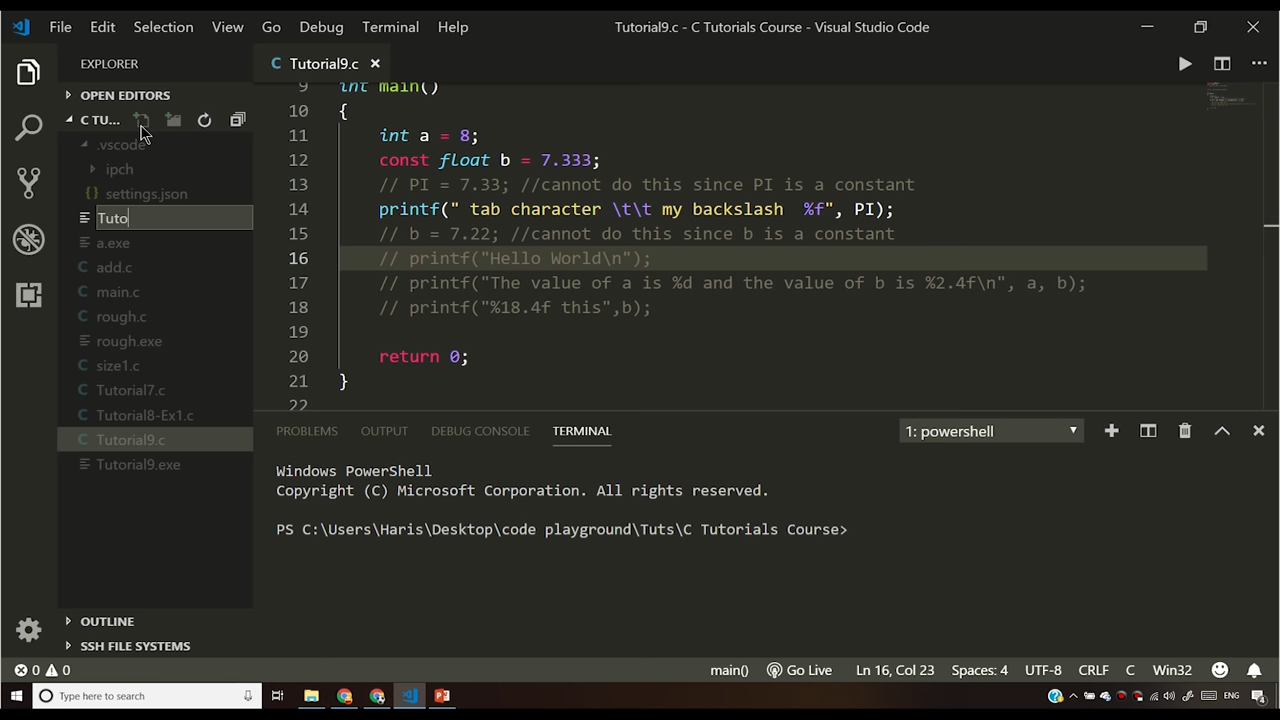 File Edit Selection View Go Debug Terminal Help Tutorial9.c - C Tutorials Course - Visual Studio Code
EXPLORER
OPEN EDITORS
C TU...
.vscode
ipch
{} settings.json
Tuto
a.exe
C add.c
C main.c
C rough.c
rough.exe
C size1.c
C Tutorial7.c
C Tutorial8-Ex1.c
C Tutorial9.c
Tutorial9.exe
OUTLINE
SSH FILE SYSTEMS
C Tutorial9.c
9 int main()
10 {
11 int a = 8;
12 const float b = 7.333;
13 // PI = 7.33; //cannot do this since PI is a constant
14 printf(" tab character \t\t my backslash  %f", PI);
15 // b = 7.22; //cannot do this since b is a constant
16 // printf("Hello World\n");
17 // printf("The value of a is %d and the value of b is %2.4f\n", a, b);
18 // printf("%18.4f this",b);
19
20 return 0;
21 }
22
PROBLEMS OUTPUT DEBUG CONSOLE TERMINAL 1: powershell
Windows PowerShell
Copyright (C) Microsoft Corporation. All rights reserved.
PS C:\Users\Haris\Desktop\code playground\Tuts\C Tutorials Course>
0 0 main() Go Live Ln 16, Col 23 Spaces: 4 UTF-8 CRLF C Win32
Type here to search ENG